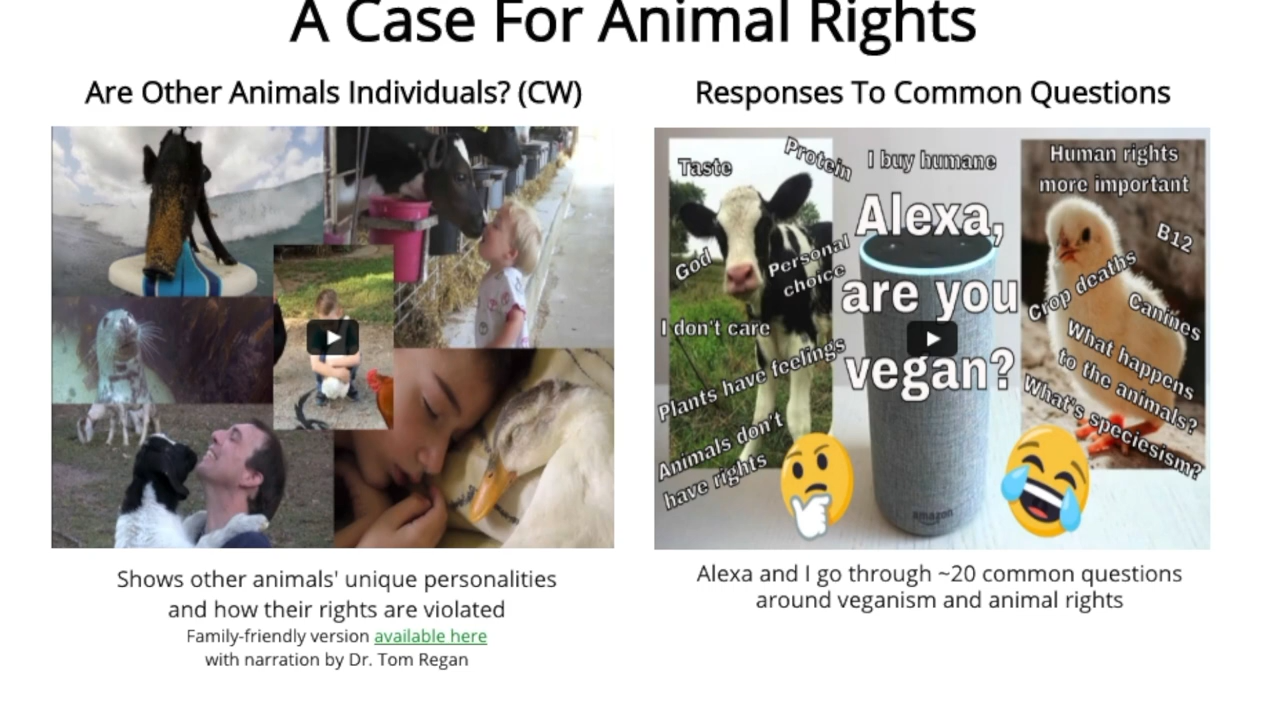 A Case For Animal Rights
Are Other Animals Individuals? (CW)
Shows other animals' unique personalities
and how their rights are violated
Family-friendly version available here
with narration by Dr. Tom Regan
Responses To Common Questions
Taste
Protein
I buy humane
Human rights
more important
Alexa,
are you
vegan?
God
Personal
choice
B12
Crop deaths
Canines
I don't care
Plants have feelings
Animals don't
have rights
What happens
to the animals?
What's speciesism?
amazon
Alexa and I go through ~20 common questions
around veganism and animal rights